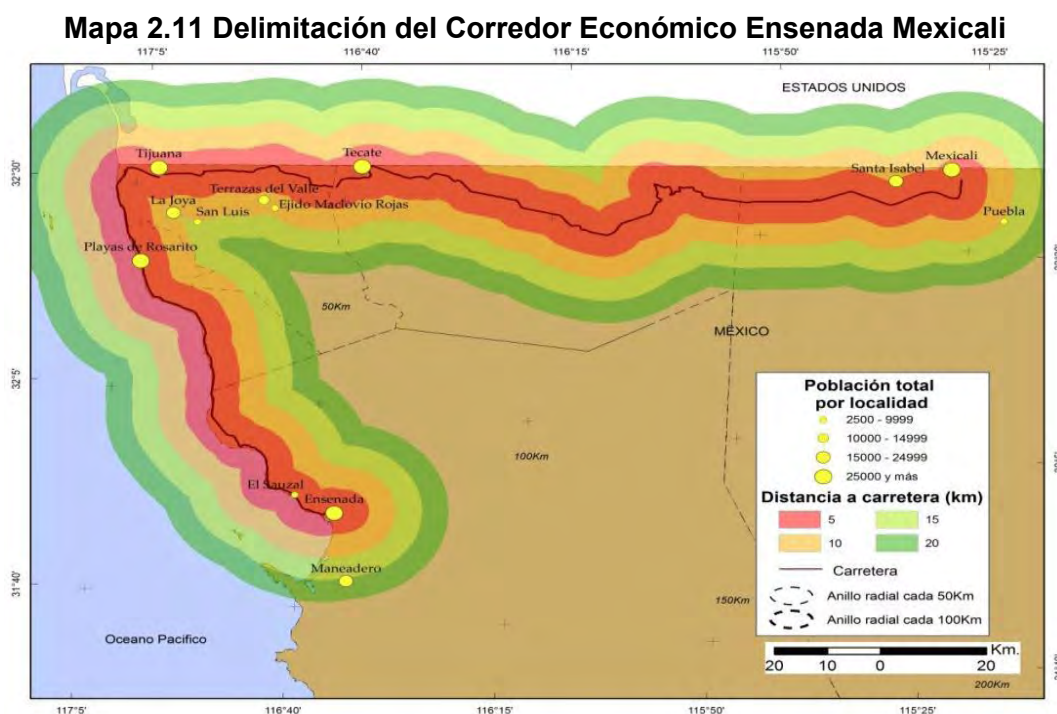 Mapa 2.11 Delimitación del Corredor Económico Ensenada Mexicali
117°5'
116°40'
116°15'
115°50'
115°25'
ESTADOS UNIDOS
32°30'
Tijuana
Tecate
Mexicali
Santa Isabel
Terrazas del Valle
La Joya
Ejido Maclovio Rojas
San Luis
Puebla
Playas de Rosarito
50Km
MÉXICO
32°5'
Población total
por localidad
2500 - 9999
10000 - 14999
15000 - 24999
25000 y más
Distancia a carretera (km)
5
15
10
20
Carretera
Anillo radial cada 50Km
Anillo radial cada 100Km
100Km
El Sauzal
Ensenada
Maneadero
31°40'
150Km
Oceano Pacifico
Km.
20
10
0
20
200Km
117°5'
116°40'
116°15'
115°50'
115°25'